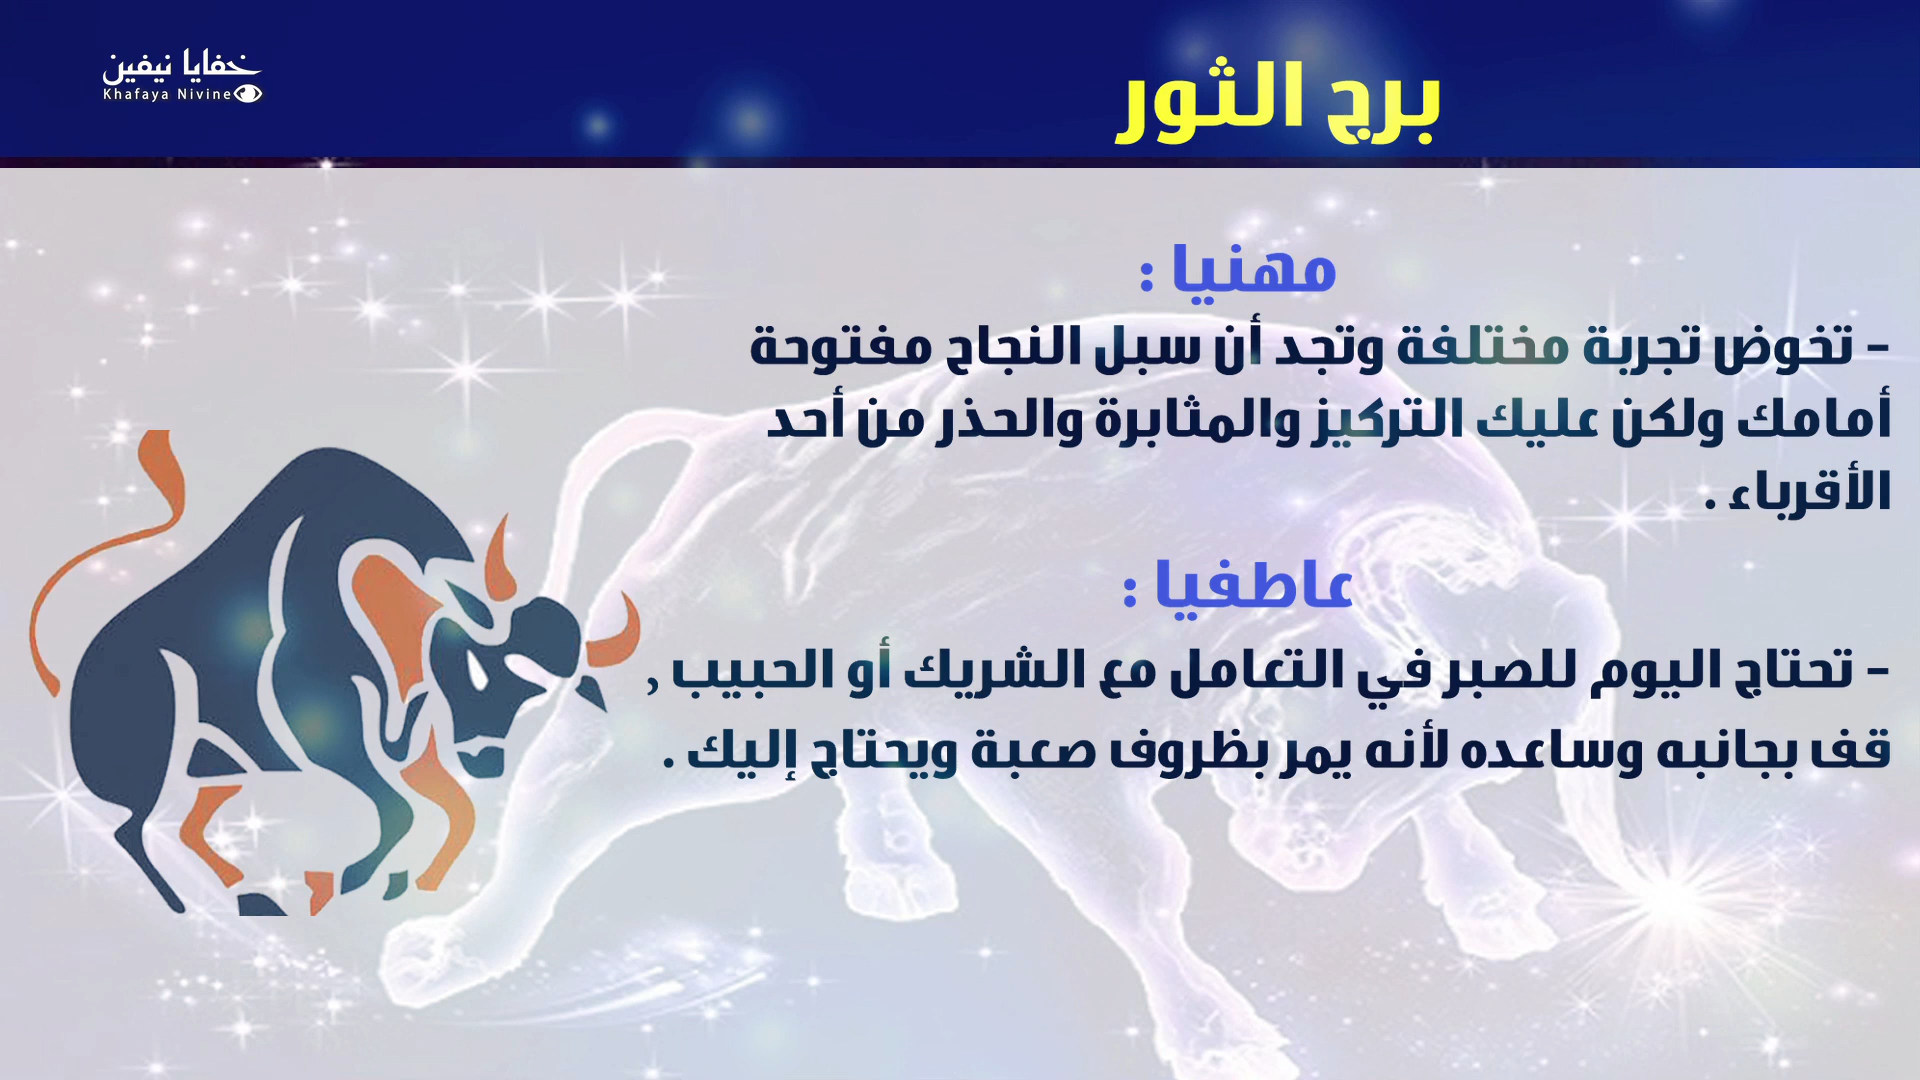 برج الثور
خفايا نيفين
Khafaya Nivine
مهنيا :
- تخوض تجربة مختلفة وتجد أن سبل النجاح مفتوحة
أمامك ولكن عليك التركيز والمثابرة والحذر من أحد
الأقرباء .
عاطفيا :
- تحتاج اليوم للصبر في التعامل مع الشريك أو الحبيب ,
قف بجانبه وساعده لأنه يمر بظروف صعبة ويحتاج إليك .